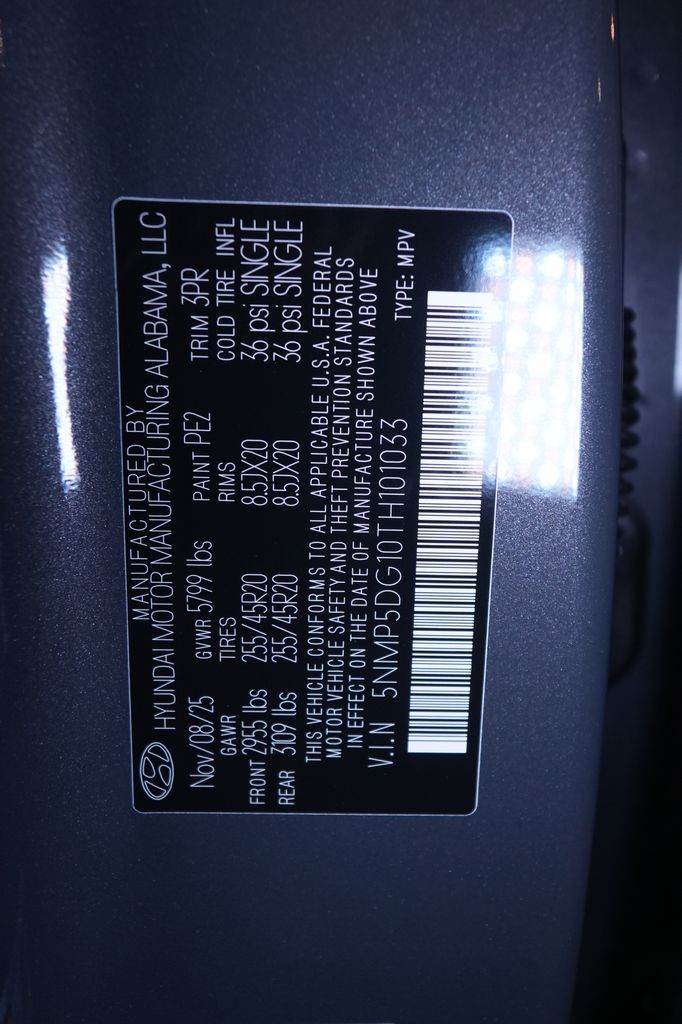 MANUFACTURED BY
HYUNDAI MOTOR MANUFACTURING ALABAMA, LLC
Nov/08/25 GVWR 5799 lbs PAINT PE2 TRIM 3PR
GAWR TIRES RIMS COLD TIRE INFL
FRONT 2955 lbs 255/45R20 8.5JX20 36 psi SINGLE
REAR 3109 lbs 255/45R20 8.5JX20 36 psi SINGLE
THIS VEHICLE CONFORMS TO ALL APPLICABLE U.S.A. FEDERAL
MOTOR VEHICLE SAFETY AND THEFT PREVENTION STANDARDS
IN EFFECT ON THE DATE OF MANUFACTURE SHOWN ABOVE
V.I.N 5NMP5DG10TH101033 TYPE: MPV